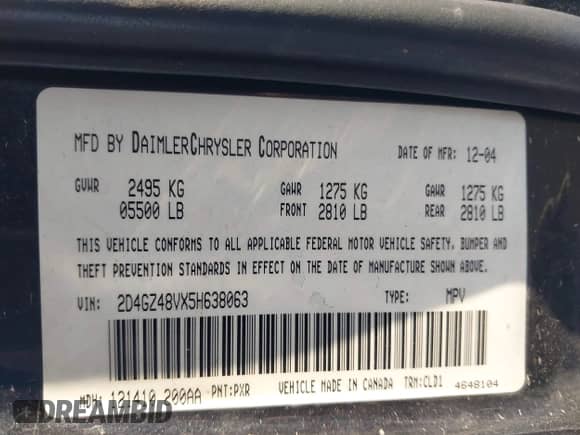 MFD BY DAIMLERCHRYSLER CORPORATION DATE OF MFR: 12-04
GVWR 2495 KG GAWR 1275 KG GAWR 1275 KG
05500 LB FRONT 2810 LB REAR 2810 LB
THIS VEHICLE CONFORMS TO ALL APPLICABLE FEDERAL MOTOR VEHICLE SAFETY, BUMPER AND
THEFT PREVENTION STANDARDS IN EFFECT ON THE DATE OF MANUFACTURE SHOWN ABOVE.
VIN: 2D4GZ48VX5H638063 TYPE: MPV
MDH: 121410 200AA PNT:PXR VEHICLE MADE IN CANADA TRM:CLD1 4648104
DREAMBID